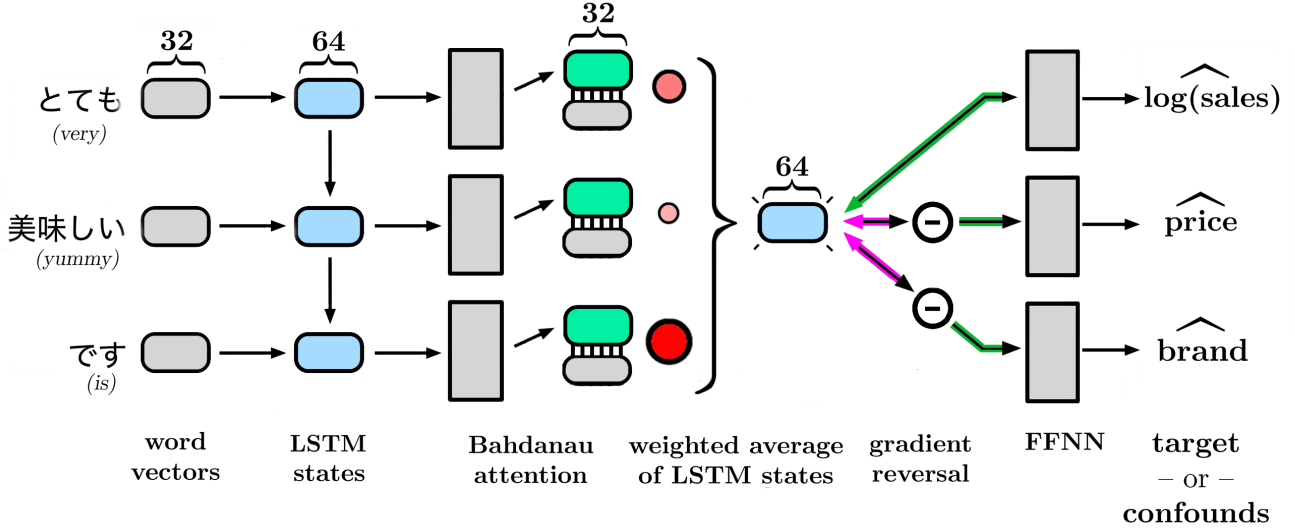 32
64
32
とても
(very)
log(sales)
64
美味しい
(yummy)
−
price
−
です
(is)
brand
word
vectors
LSTM
states
Bahdanau
attention
weighted average
of LSTM states
gradient
reversal
FFNN
target
– or –
confounds